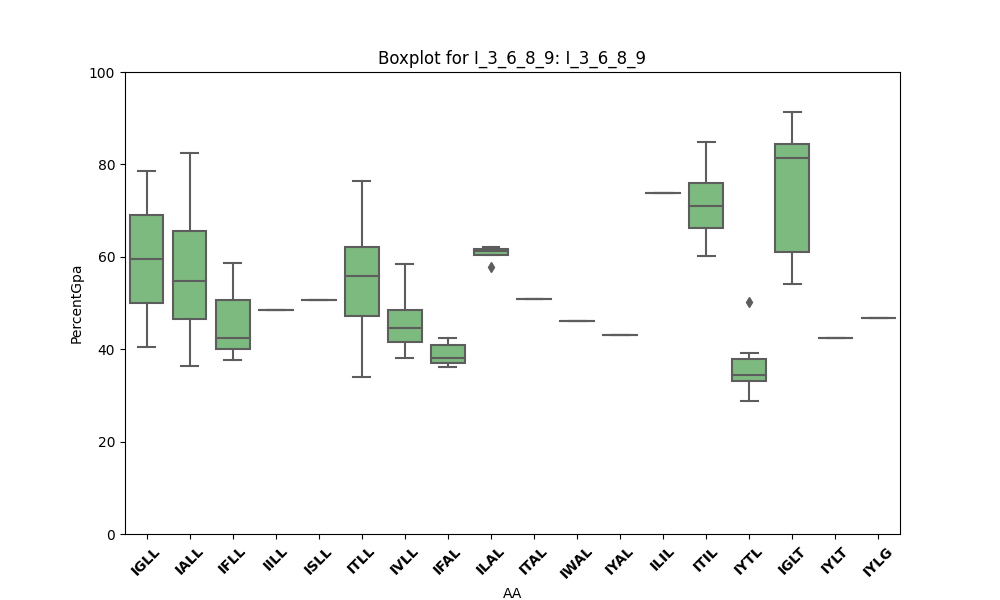 Boxplot for I_3_6_8_9: I_3_6_8_9
PercentGpa
100
80
60
40
20
0
IGLL IALL IFLL IILL ISLL ITLL IVLL IFAL ILAL ITAL IWAL IYAL ILIL ITIL IYTL IGLT IYLT IYLG
AA